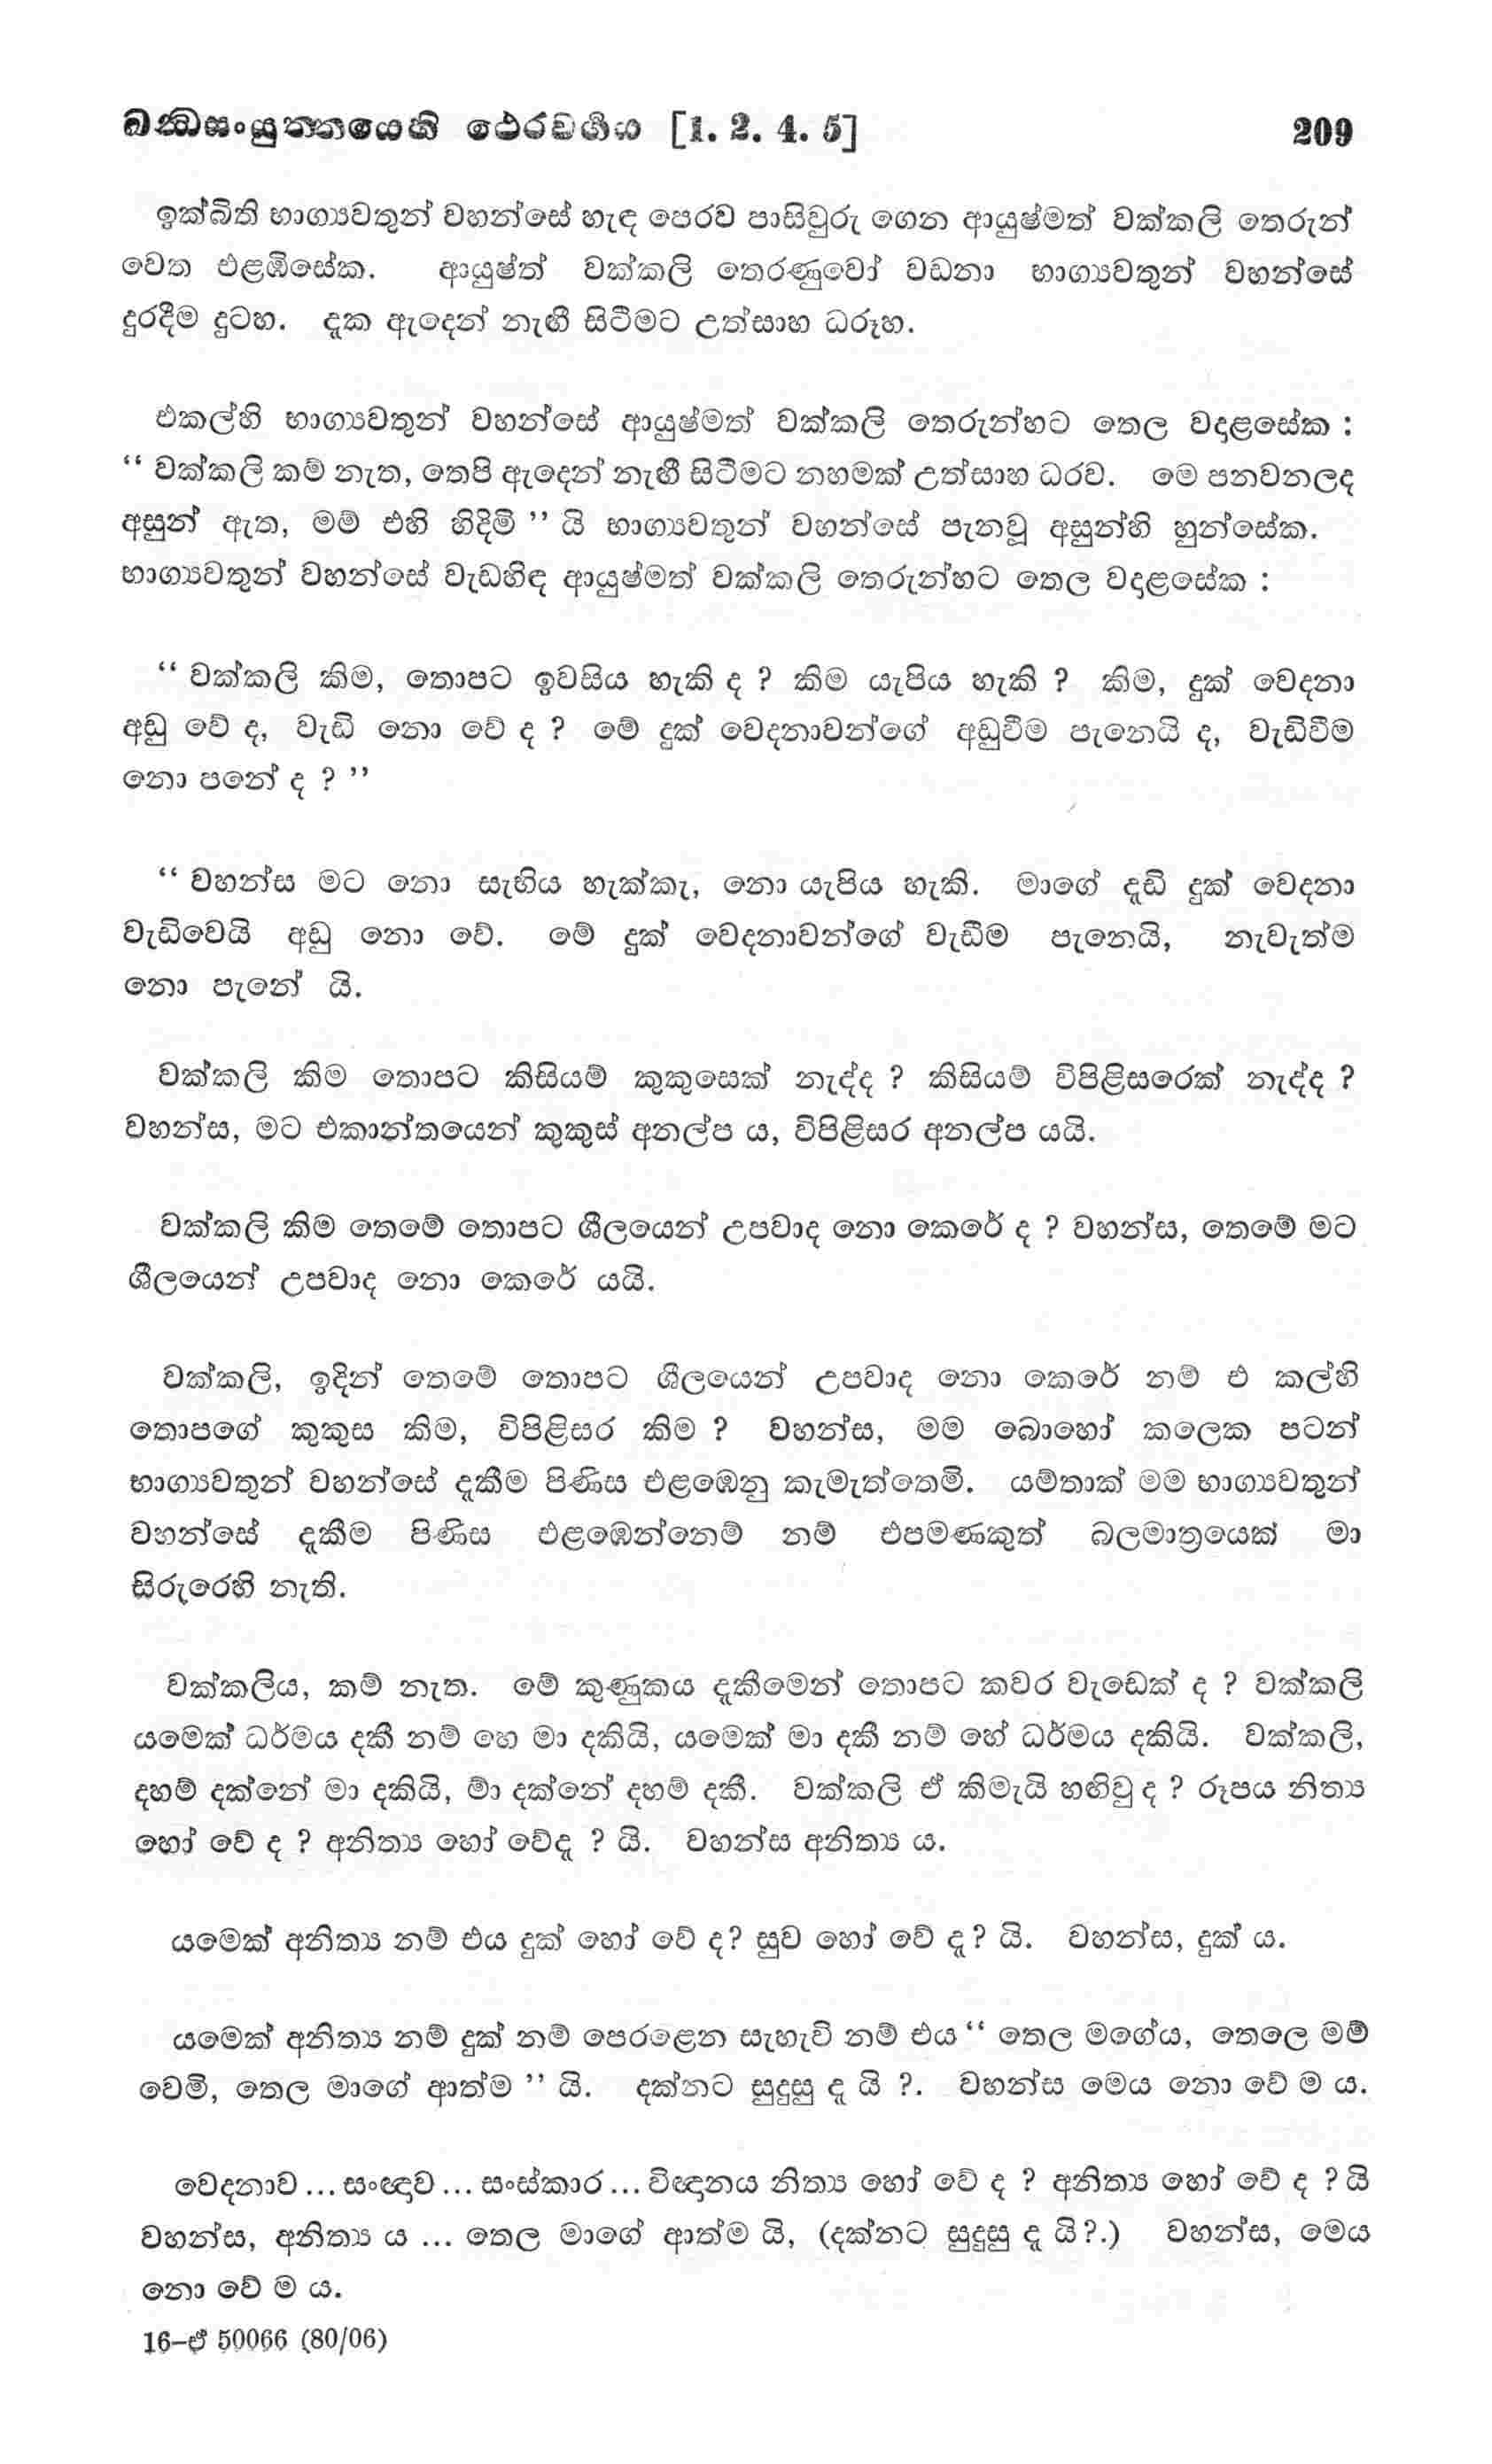 ඛන්ධසංයුත්තයෙහි ථෙරවග්ගය [1. 2. 4. 5] 209
ඉක්බිති භාග්‍යවතුන් වහන්සේ හැඳ පෙරව පාසිවුරු ගෙන ආයුෂ්මත් වක්කලි තෙරුන්
වෙත එළඹිසේක. ආයුෂ්ත් වක්කලි තෙරණුවෝ වඩනා භාග්‍යවතුන් වහන්සේ
දුරදීම දුටහ. දැක ඇදෙන් නැඟී සිටීමට උත්සාහ ධරූහ.
එකල්හි භාග්‍යවතුන් වහන්සේ ආයුෂ්මත් වක්කලි තෙරුන්හට තෙල වදාළසේක :
“ වක්කලි කම් නැත, තෙපි ඇදෙන් නැඟී සිටීමට නහමක් උත්සාහ ධරව. මෙ පනවනලද
අසුන් ඇත, මම් එහි හිදිමි ” යි භාග්‍යවතුන් වහන්සේ පැනවූ අසුන්හි හුන්සේක.
භාග්‍යවතුන් වහන්සේ වැඩහිඳ ආයුෂ්මත් වක්කලි තෙරුන්හට තෙල වදාළසේක :
“ වක්කලි කිම, තොපට ඉවසිය හැකි ද ? කිම යැපිය හැකි ? කිම, දුක් වෙදනා
අඩු වේ ද, වැඩි නො වේ ද ? මේ දුක් වෙදනාවන්ගේ අඩුවීම පැනෙයි ද, වැඩිවීම
නො පනේ ද ? ”
“ වහන්ස මට නො සැහිය හැක්කැ, නො යැපිය හැකි. මාගේ දැඩි දුක් වෙදනා
වැඩිවෙයි අඩු නො වේ. මේ දුක් වෙදනාවන්ගේ වැඩීම පැනෙයි, නැවැත්ම
නො පැනේ යි.
වක්කලි කිම තොපට කිසියම් කුකුසෙක් නැද්ද ? කිසියම් විපිළිසරෙක් නැද්ද ?
වහන්ස, මට එකාන්තයෙන් කුකුස් අනල්ප ය, විපිළිසර අනල්ප යයි.
වක්කලි කිම තෙමේ තොපට ශීලයෙන් උපවාද නො කෙරේ ද ? වහන්ස, තෙමේ මට
ශීලයෙන් උපවාද නො කෙරේ යයි.
වක්කලි, ඉදින් තෙමේ තොපට ශීලයෙන් උපවාද නො කෙරේ නම් එ කල්හි
තොපගේ කුකුස කිම, විපිළිසර කිම ? වහන්ස, මම බොහෝ කලෙක පටන්
භාග්‍යවතුන් වහන්සේ දැකීම පිණිස එළඹෙනු කැමැත්තෙමි. යම්තාක් මම භාග්‍යවතුන්
වහන්සේ දැකීම පිණිස එළඹෙන්නෙම් නම් එපමණකුත් බලමාත්‍රයෙක් මා
සිරුරෙහි නැති.
වක්කලිය, කම් නැත. මේ කුණුකය දැකීමෙන් තොපට කවර වැඩෙක් ද ? වක්කලි
යමෙක් ධර්මය දකී නම් හෙ මා දකියි, යමෙක් මා දකී නම් හේ ධර්මය දකියි. වක්කලි,
දහම් දක්නේ මා දකියි, මා දක්නේ දහම් දකී. වක්කලි ඒ කිමැයි හඟිවු ද ? රූපය නිත්‍ය
හෝ වේ ද ? අනිත්‍ය හෝ වේදැ ? යි. වහන්ස අනිත්‍ය ය.
යමෙක් අනිත්‍ය නම් එය දුක් හෝ වේ ද? සුව හෝ වේ දැ? යි. වහන්ස, දුක් ය.
යමෙක් අනිත්‍ය නම් දුක් නම් පෙරළෙන සැහැවි නම් එය “ තෙල මගේය, තෙලෙ මම්
වෙමි, තෙල මාගේ ආත්ම ” යි. දක්නට සුදුසු දැ යි ?. වහන්ස මෙය නො වේ ම ය.
වෙදනාව ... සංඥාව ... සංස්කාර ... විඥානය නිත්‍ය හෝ වේ ද ? අනිත්‍ය හෝ වේ ද ? යි
වහන්ස, අනිත්‍ය ය ... තෙල මාගේ ආත්ම යි, (දක්නට සුදුසු දැ යි?.) වහන්ස, මෙය
නො වේ ම ය.
16–ඒ 50066 (80/06)